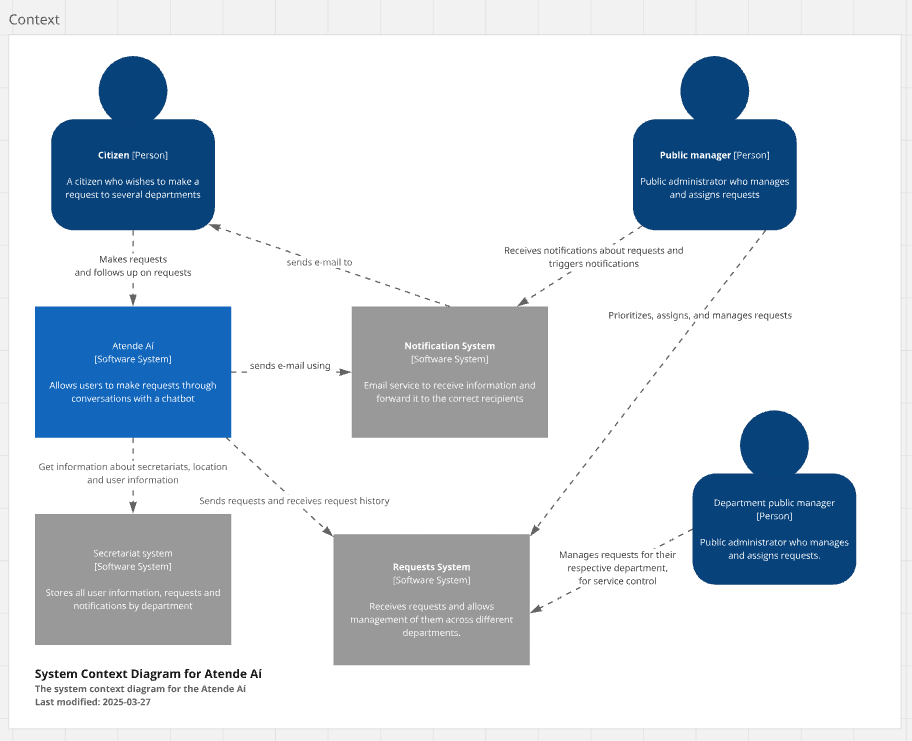 Context
Citizen [Person]
A citizen who wishes to make a
request to several departments
Public manager [Person]
Public administrator who manages
and assigns requests
Makes requests
and follows up on requests
sends e-mail to
Receives notifications about requests and
triggers notifications
Prioritizes, assigns, and manages requests
Atende Aí
[Software System]
Allows users to make requests through
conversations with a chatbot
sends e-mail using
Notification System
[Software System]
Email service to receive information and
forward it to the correct recipients
Get information about secretariats, location
and user information
Sends requests and receives request history
Department public manager
[Person]
Public administrator who manages
and assigns requests.
Manages requests for their
respective department,
for service control
Secretariat system
[Software System]
Stores all user information, requests and
notifications by department
Requests System
[Software System]
Receives requests and allows
management of them across different
departments.
System Context Diagram for Atende Aí
The system context diagram for the Atende Aí
Last modified: 2025-03-27